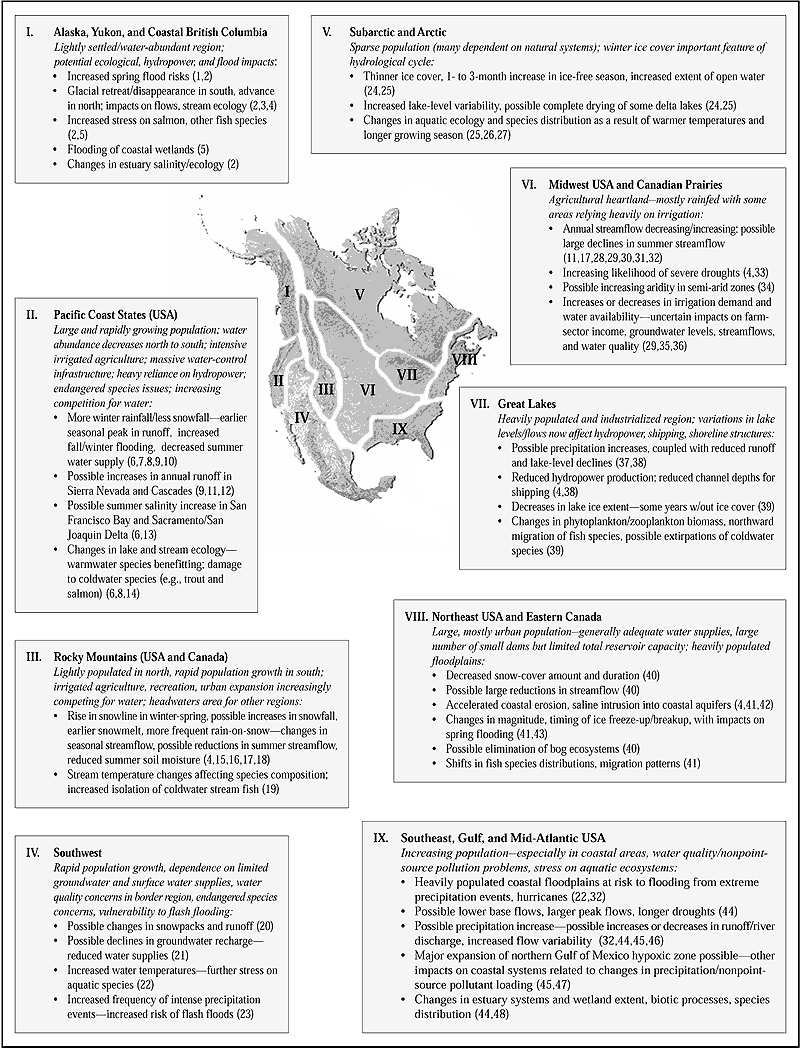 I. Alaska, Yukon, and Coastal British Columbia
Lightly settled/water-abundant region;
potential ecological, hydropower, and flood impacts:
• Increased spring flood risks (1,2)
• Glacial retreat/disappearance in south, advance
in north; impacts on flows, stream ecology (2,3,4)
• Increased stress on salmon, other fish species
(2,5)
• Flooding of coastal wetlands (5)
• Changes in estuary salinity/ecology (2)
V. Subarctic and Arctic
Sparse population (many dependent on natural systems); winter ice cover important feature of
hydrological cycle:
• Thinner ice cover, 1- to 3-month increase in ice-free season, increased extent of open water
(24,25)
• Increased lake-level variability, possible complete drying of some delta lakes (24,25)
• Changes in aquatic ecology and species distribution as a result of warmer temperatures and
longer growing season (25,26,27)
VI. Midwest USA and Canadian Prairies
Agricultural heartland—mostly rainfed with some
areas relying heavily on irrigation:
• Annual streamflow decreasing/increasing; possible
large declines in summer streamflow
(11,17,28,29,30,31,32)
• Increasing likelihood of severe droughts (4,33)
• Possible increasing aridity in semi-arid zones (34)
• Increases or decreases in irrigation demand and
water availability—uncertain impacts on farm-
sector income, groundwater levels, streamflows,
and water quality (29,35,36)
I
V
II
III
IV
VI
VII
VIII
IX
II. Pacific Coast States (USA)
Large and rapidly growing population; water
abundance decreases north to south; intensive
irrigated agriculture; massive water-control
infrastructure; heavy reliance on hydropower;
endangered species issues; increasing
competition for water:
• More winter rainfall/less snowfall—earlier
seasonal peak in runoff, increased
fall/winter flooding, decreased summer
water supply (6,7,8,9,10)
• Possible increases in annual runoff in
Sierra Nevada and Cascades (9,11,12)
• Possible summer salinity increase in San
Francisco Bay and Sacramento/San
Joaquin Delta (6,13)
• Changes in lake and stream ecology—
warmwater species benefitting; damage
to coldwater species (e.g., trout and
salmon) (6,8,14)
VII. Great Lakes
Heavily populated and industrialized region; variations in lake
levels/flows now affect hydropower, shipping, shoreline structures:
• Possible precipitation increases, coupled with reduced runoff
and lake-level declines (37,38)
• Reduced hydropower production; reduced channel depths for
shipping (4,38)
• Decreases in lake ice extent—some years w/out ice cover (39)
• Changes in phytoplankton/zooplankton biomass, northward
migration of fish species, possible extirpations of coldwater
species (39)
VIII. Northeast USA and Eastern Canada
Large, mostly urban population—generally adequate water supplies, large
number of small dams but limited total reservoir capacity; heavily populated
floodplains:
• Decreased snow-cover amount and duration (40)
• Possible large reductions in streamflow (40)
• Accelerated coastal erosion, saline intrusion into coastal aquifers (4,41,42)
• Changes in magnitude, timing of ice freeze-up/breakup, with impacts on
spring flooding (41,43)
• Possible elimination of bog ecosystems (40)
• Shifts in fish species distributions, migration patterns (41)
III. Rocky Mountains (USA and Canada)
Lightly populated in north, rapid population growth in south;
irrigated agriculture, recreation, urban expansion increasingly
competing for water; headwaters area for other regions:
• Rise in snowline in winter-spring, possible increases in snowfall,
earlier snowmelt, more frequent rain-on-snow—changes in
seasonal streamflow, possible reductions in summer streamflow,
reduced summer soil moisture (4,15,16,17,18)
• Stream temperature changes affecting species composition;
increased isolation of coldwater stream fish (19)
IV. Southwest
Rapid population growth, dependence on limited
groundwater and surface water supplies, water
quality concerns in border region, endangered species
concerns, vulnerability to flash flooding:
• Possible changes in snowpacks and runoff (20)
• Possible declines in groundwater recharge—
reduced water supplies (21)
• Increased water temperatures—further stress on
aquatic species (22)
• Increased frequency of intense precipitation
events—increased risk of flash floods (23)
IX. Southeast, Gulf, and Mid-Atlantic USA
Increasing population—especially in coastal areas, water quality/nonpoint-
source pollution problems, stress on aquatic ecosystems:
• Heavily populated coastal floodplains at risk to flooding from extreme
precipitation events, hurricanes (22,32)
• Possible lower base flows, larger peak flows, longer droughts (44)
• Possible precipitation increase—possible increases or decreases in runoff/river
discharge, increased flow variability (32,44,45,46)
• Major expansion of northern Gulf of Mexico hypoxic zone possible—other
impacts on coastal systems related to changes in precipitation/nonpoint-
source pollutant loading (45,47)
• Changes in estuary systems and wetland extent, biotic processes, species
distribution (44,48)